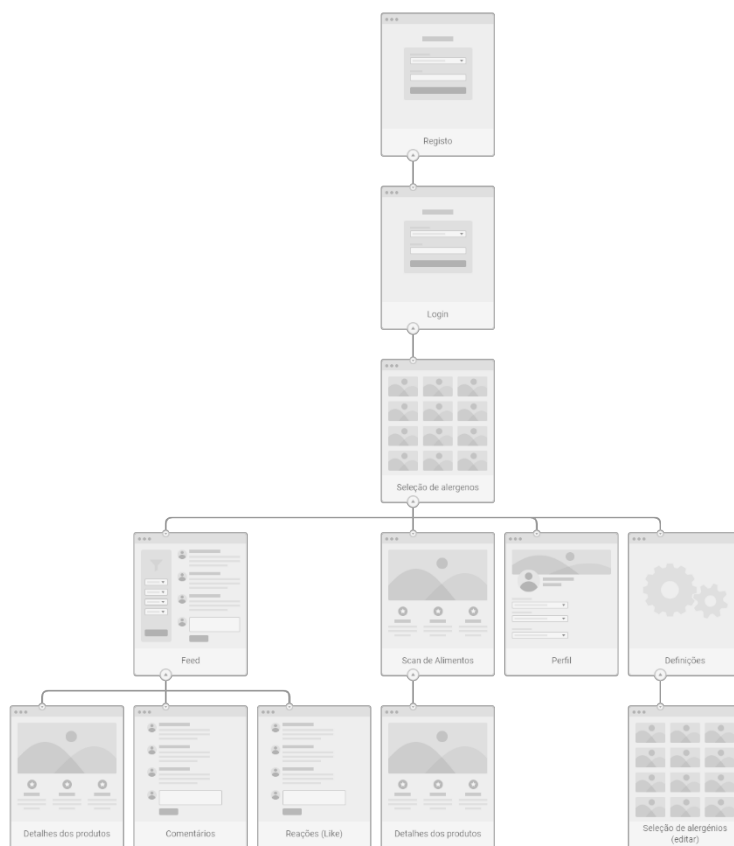 Registo
Login
Seleção de alergenos
Feed
Scan de Alimentos
Perfil
Definições
Detalhes dos produtos
Comentários
Reações (Like)
Detalhes dos produtos
Seleção de alergénios
(editar)